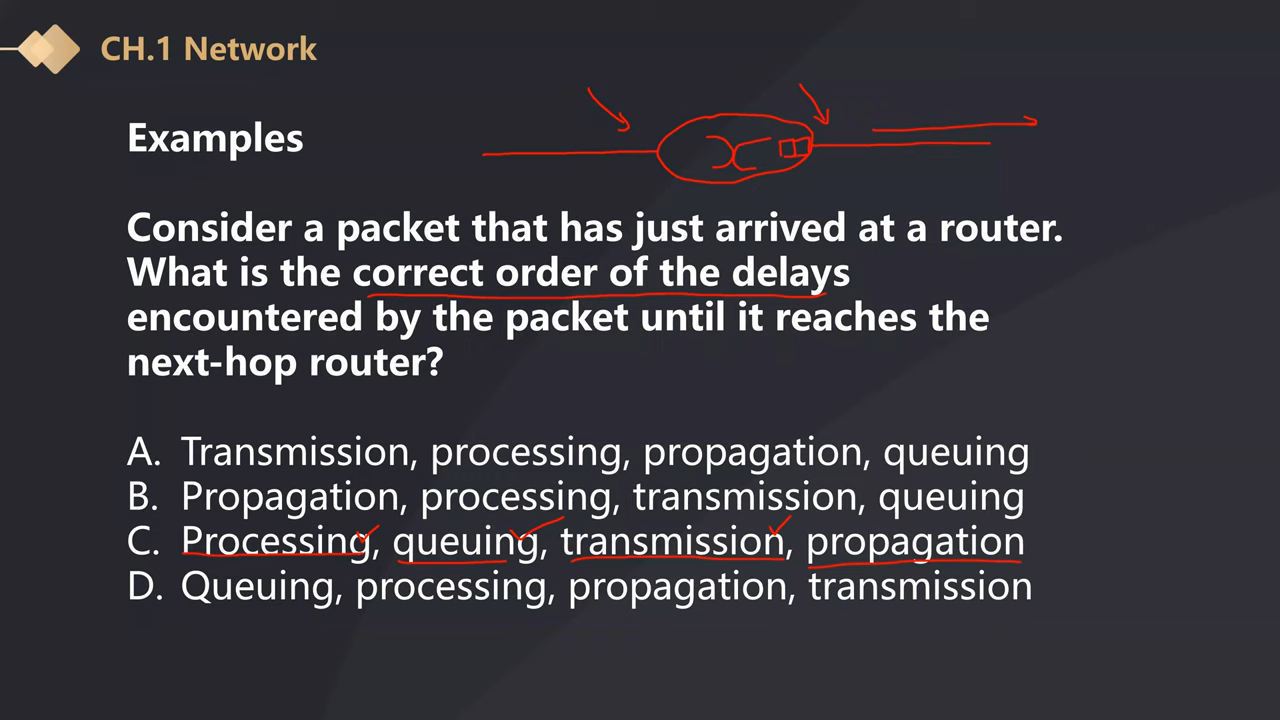 CH.1 Network
Examples
Consider a packet that has just arrived at a router.
What is the correct order of the delays
encountered by the packet until it reaches the
next-hop router?
A. Transmission, processing, propagation, queuing
B. Propagation, processing, transmission, queuing
C. Processing, queuing, transmission, propagation
D. Queuing, processing, propagation, transmission